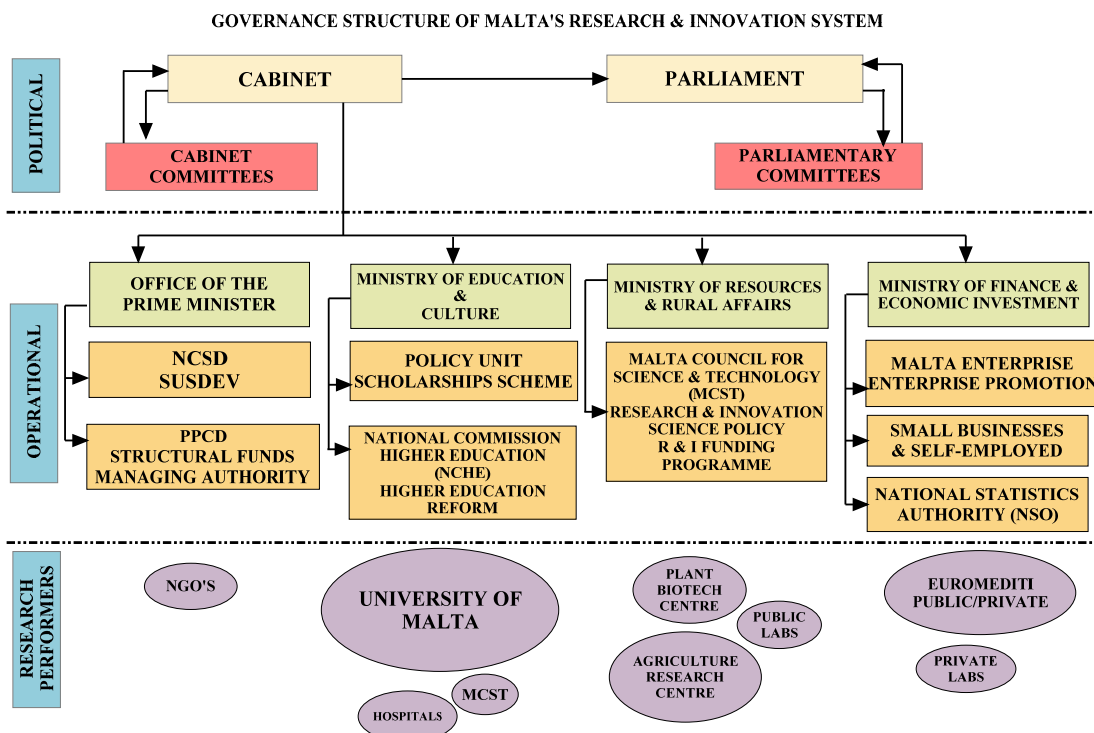 GOVERNANCE STRUCTURE OF MALTA'S RESEARCH & INNOVATION SYSTEM
POLITICAL
CABINET
PARLIAMENT
CABINET
COMMITTEES
PARLIAMENTARY
COMMITTEES
OPERATIONAL
OFFICE OF THE
PRIME MINISTER
MINISTRY OF EDUCATION
&
CULTURE
MINISTRY OF RESOURCES
& RURAL AFFAIRS
MINISTRY OF FINANCE &
ECONOMIC INVESTMENT
NCSD
SUSDEV
PPCD
STRUCTURAL FUNDS
MANAGING AUTHORITY
POLICY UNIT
SCHOLARSHIPS SCHEME
NATIONAL COMMISSION
HIGHER EDUCATION
(NCHE)
HIGHER EDUCATION
REFORM
MALTA COUNCIL FOR
SCIENCE & TECHNOLOGY
(MCST)
RESEARCH & INNOVATION
SCIENCE POLICY
R & I FUNDING
PROGRAMME
MALTA ENTERPRISE
ENTERPRISE PROMOTION
SMALL BUSINESSES
& SELF-EMPLOYED
NATIONAL STATISTICS
AUTHORITY (NSO)
RESEARCH
PERFORMERS
NGO'S
UNIVERSITY OF
MALTA
HOSPITALS
MCST
PLANT
BIOTECH
CENTRE
PUBLIC
LABS
AGRICULTURE
RESEARCH
CENTRE
EUROMEDITI
PUBLIC/PRIVATE
PRIVATE
LABS